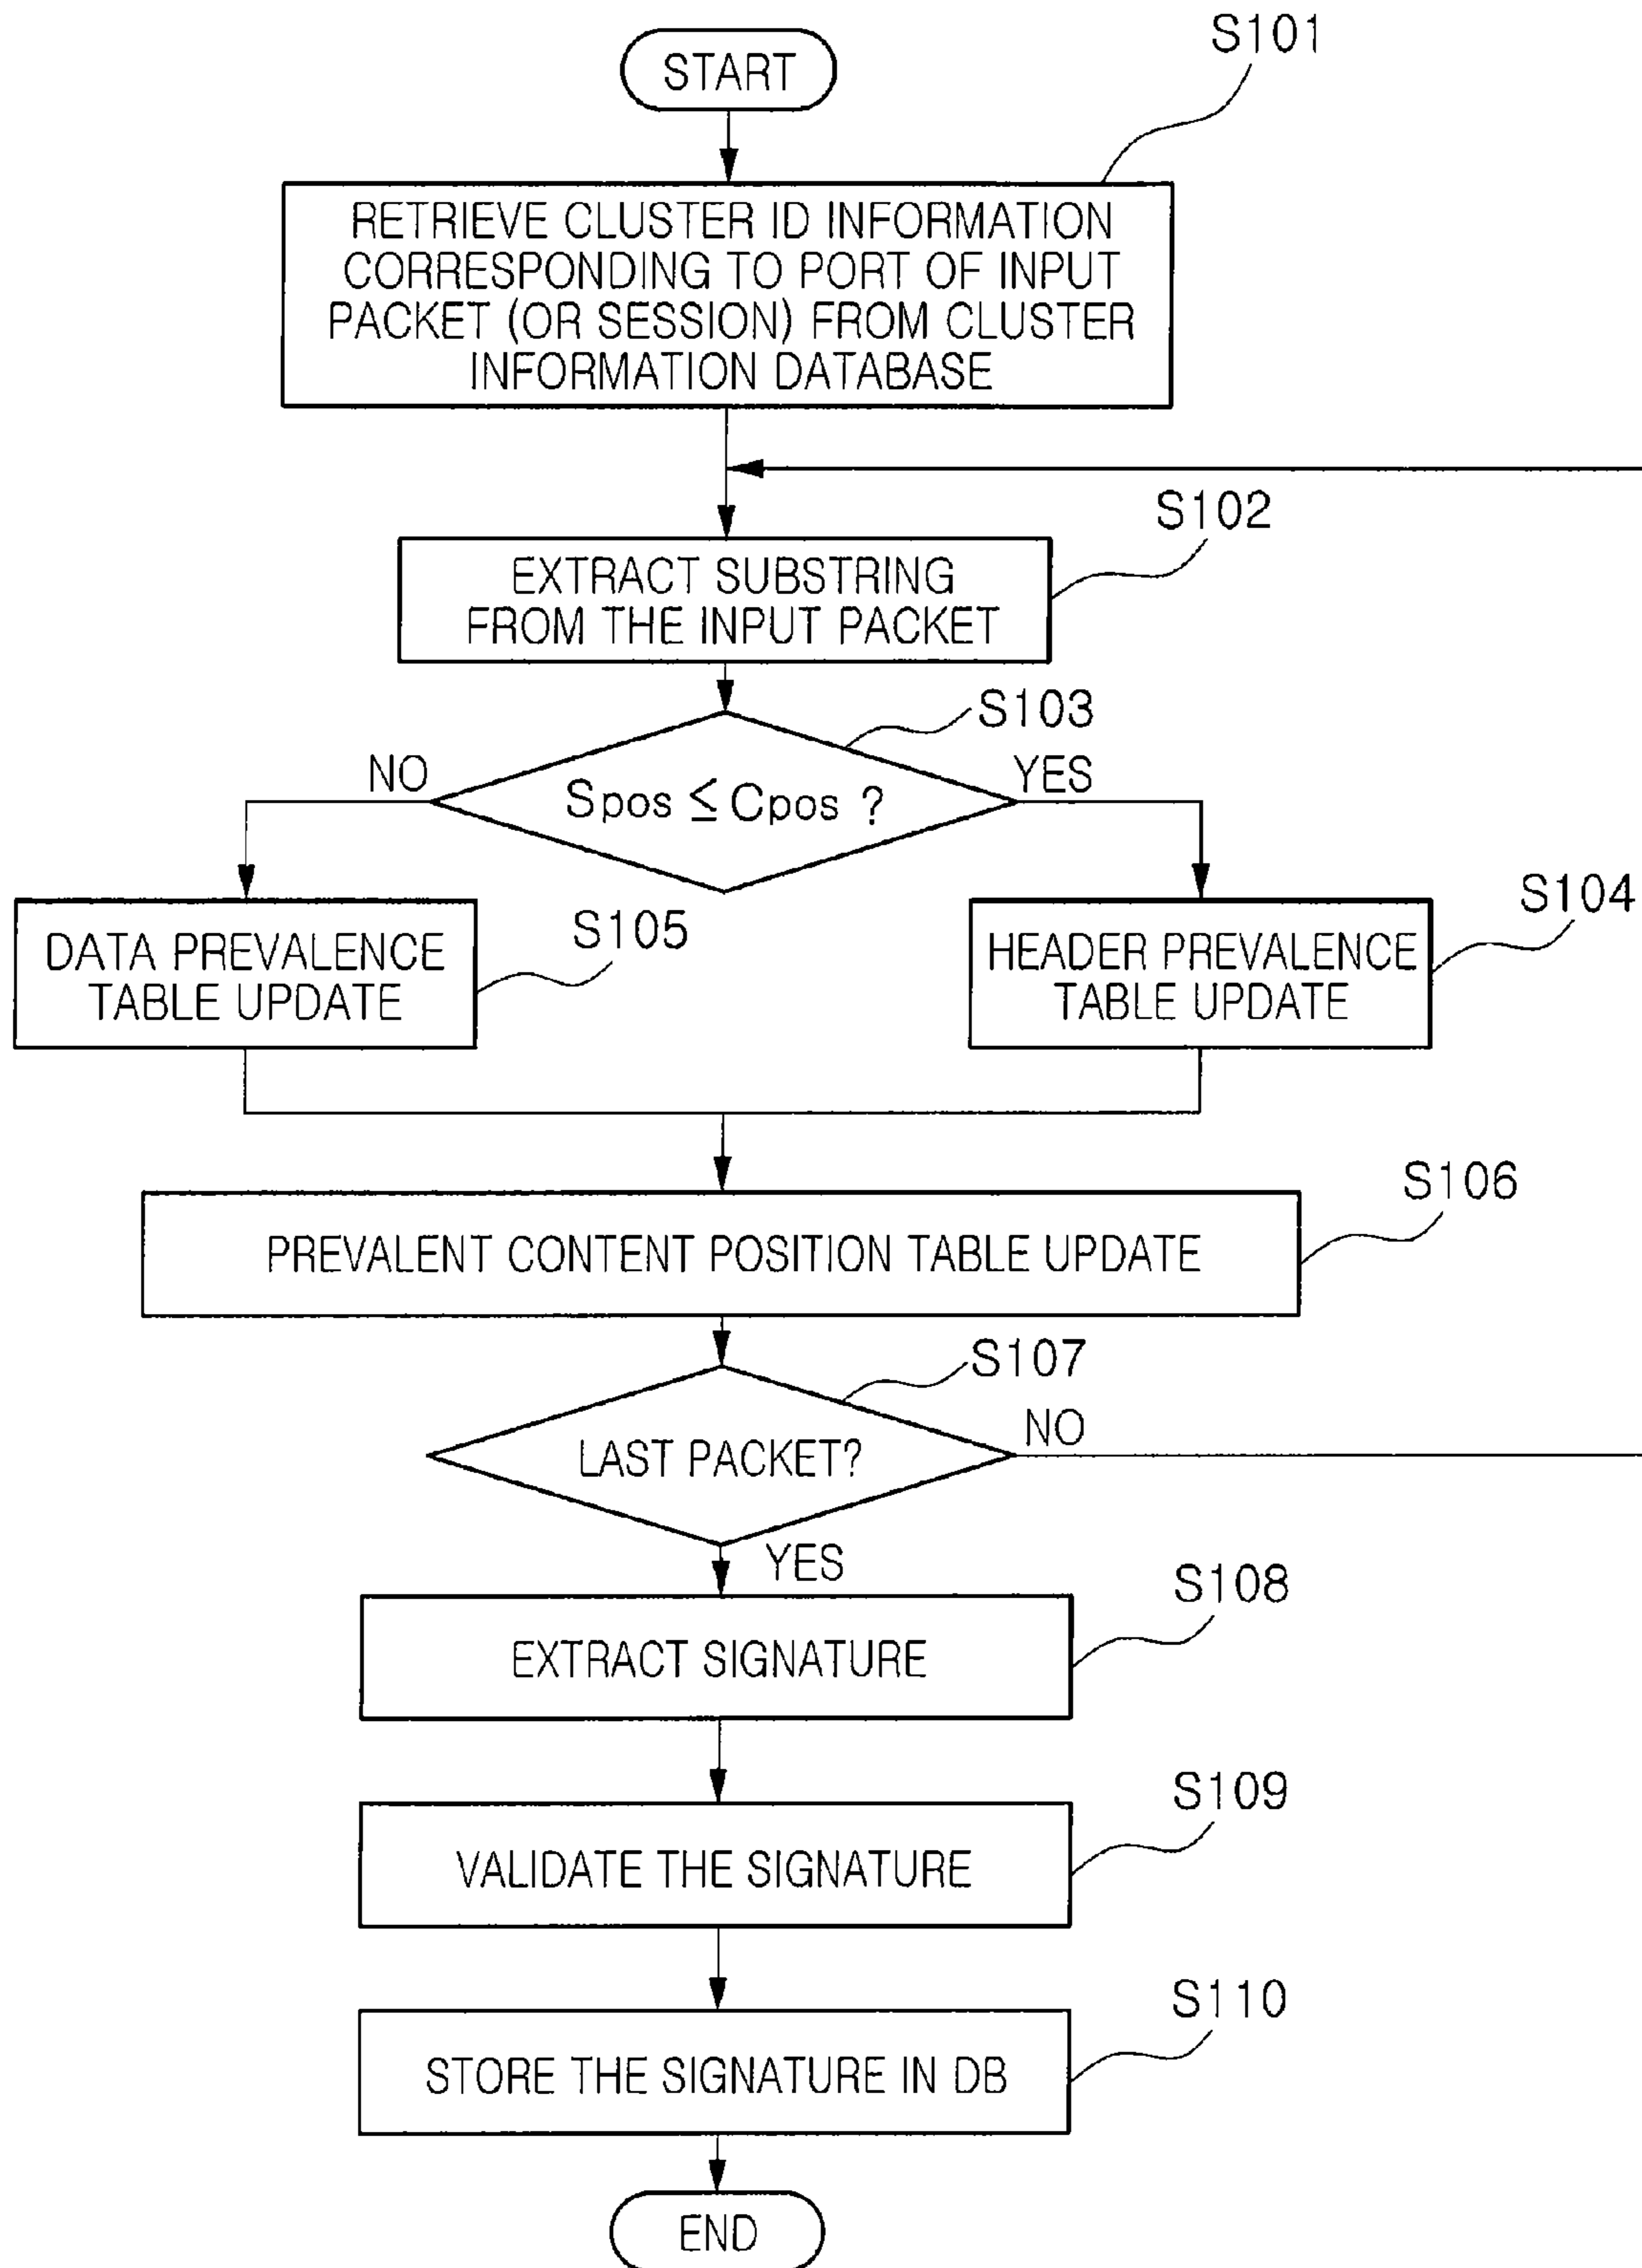 S101
START
RETRIEVE CLUSTER ID INFORMATION
CORRESPONDING TO PORT OF INPUT
PACKET (OR SESSION) FROM CLUSTER
INFORMATION DATABASE
S102
EXTRACT SUBSTRING
FROM THE INPUT PACKET
S103
NO
YES
Spos ≤ Cpos ?
S104
S105
DATA PREVALENCE
TABLE UPDATE
HEADER PREVALENCE
TABLE UPDATE
S106
PREVALENT CONTENT POSITION TABLE UPDATE
S107
NO
LAST PACKET?
YES
S108
EXTRACT SIGNATURE
S109
VALIDATE THE SIGNATURE
S110
STORE THE SIGNATURE IN DB
END